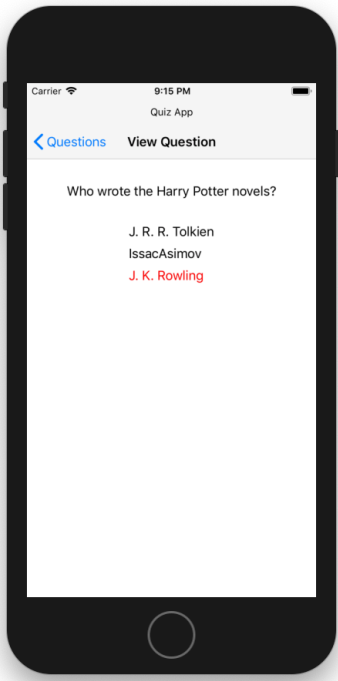 Carrier 9:15 PM
Quiz App
Questions View Question
Who wrote the Harry Potter novels?
J. R. R. Tolkien
IssacAsimov
J. K. Rowling